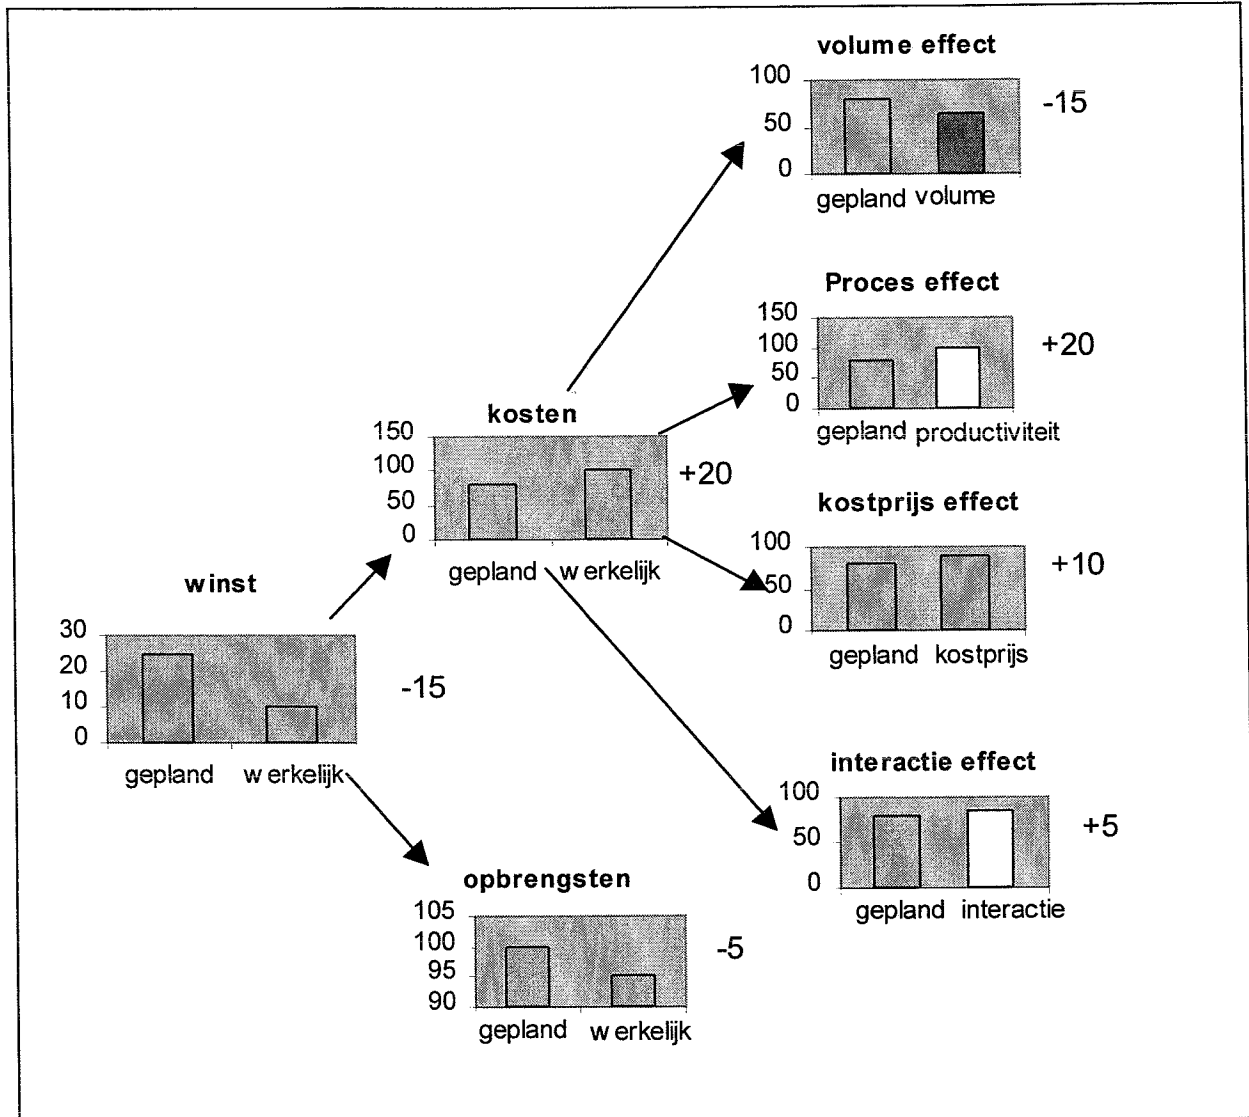 volume effect
100
50
0
-15
gepland volume
Proces effect
150
100
50
0
+20
gepland productiviteit
kosten
150
100
50
0
+20
gepland werkelijk
kostprijs effect
100
50
0
+10
gepland kostprijs
winst
30
20
10
0
-15
gepland werkelijk
interactie effect
100
50
0
+5
gepland interactie
opbrengsten
105
100
95
90
-5
gepland werkelijk